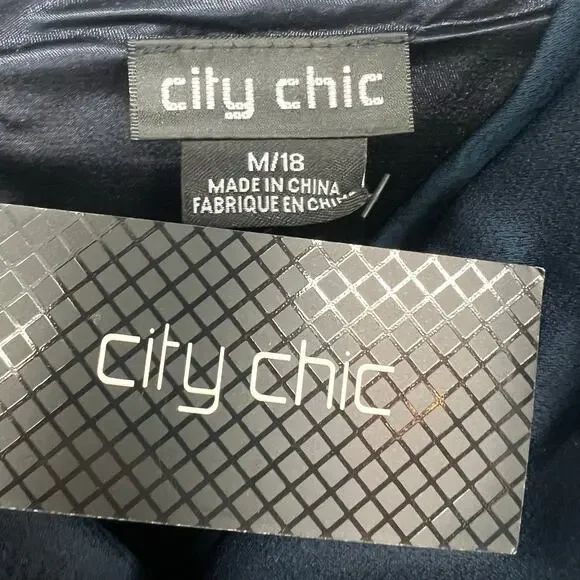 city chic
M/18
MADE IN CHINA
FABRIQUE EN CHINE
city chic